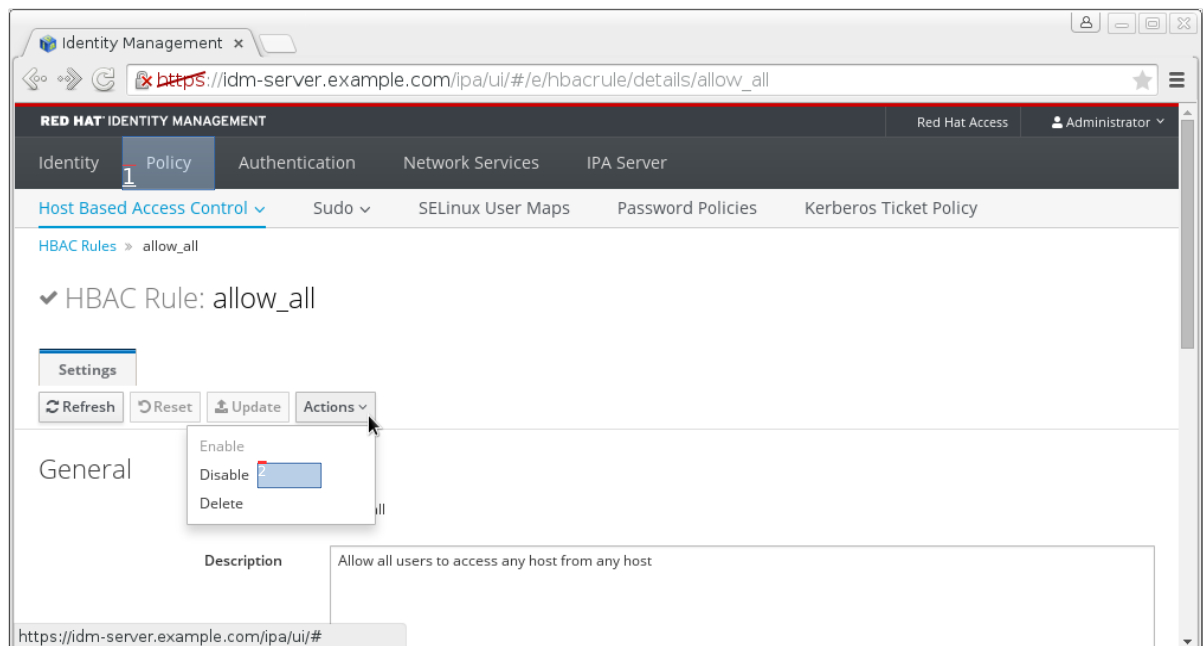 Identity Management ×
https://idm-server.example.com/ipa/ui/#/e/hbacrule/details/allow_all
RED HAT® IDENTITY MANAGEMENT Red Hat Access Administrator
Identity 1 Policy Authentication Network Services IPA Server
Host Based Access Control Sudo SELinux User Maps Password Policies Kerberos Ticket Policy
HBAC Rules » allow_all
HBAC Rule: allow_all
Settings
Refresh Reset Update Actions
Enable
General
Disable 2
Delete
ll
Description Allow all users to access any host from any host
https://idm-server.example.com/ipa/ui/#